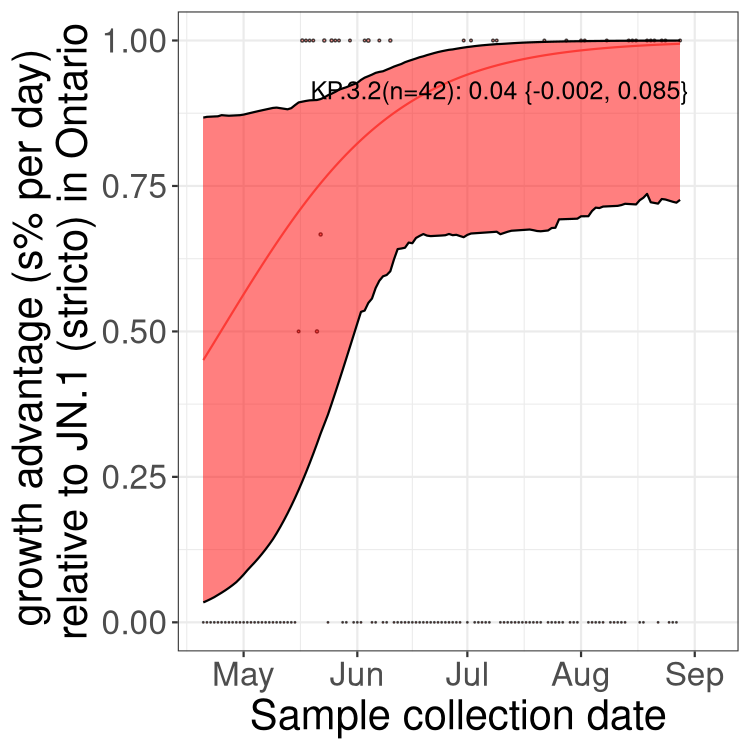 growth advantage (s% per day)
relative to JN.1 (stricto) in Ontario
1.00
0.75
0.50
0.25
0.00
KP.3.2(n=42): 0.04 {-0.002, 0.085}
May Jun Jul Aug Sep
Sample collection date